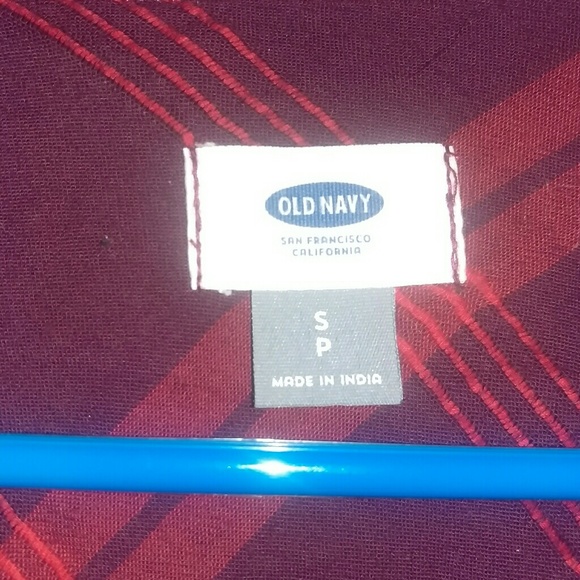 OLD NAVY
SAN FRANCISCO
CALIFORNIA
S
P
MADE IN INDIA